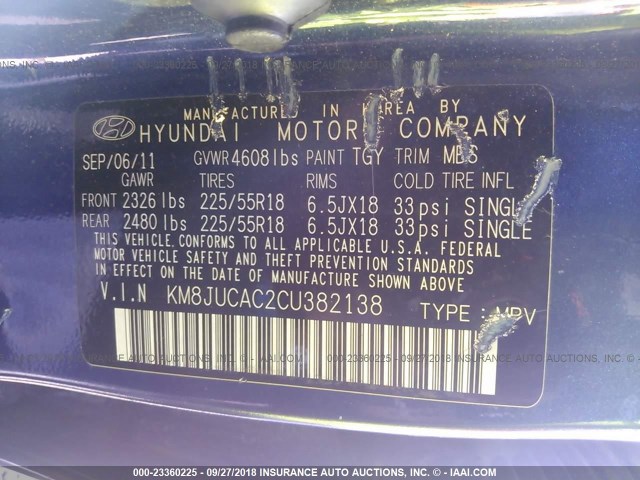 MANUFACTURED IN KOREA BY
HYUNDAI MOTOR COMPANY
SEP/06/11 GVWR 4608lbs PAINT TGY TRIM MBS
GAWR TIRES RIMS COLD TIRE INFL
FRONT 2326 lbs 225/55R18 6.5JX18 33psi SINGLE
REAR 2480 lbs 225/55R18 6.5JX18 33psi SINGLE
THIS VEHICLE CONFORMS TO ALL APPLICABLE U.S.A. FEDERAL
MOTOR VEHICLE SAFETY AND THEFT PREVENTION STANDARDS
IN EFFECT ON THE DATE OF MANUFACTURE SHOWN ABOVE.
V.I.N KM8JUCAC2CU382138 TYPE : MPV
000-23360225 - 09/27/2018 INSURANCE AUTO AUCTIONS, INC. - © - IAAI.COM